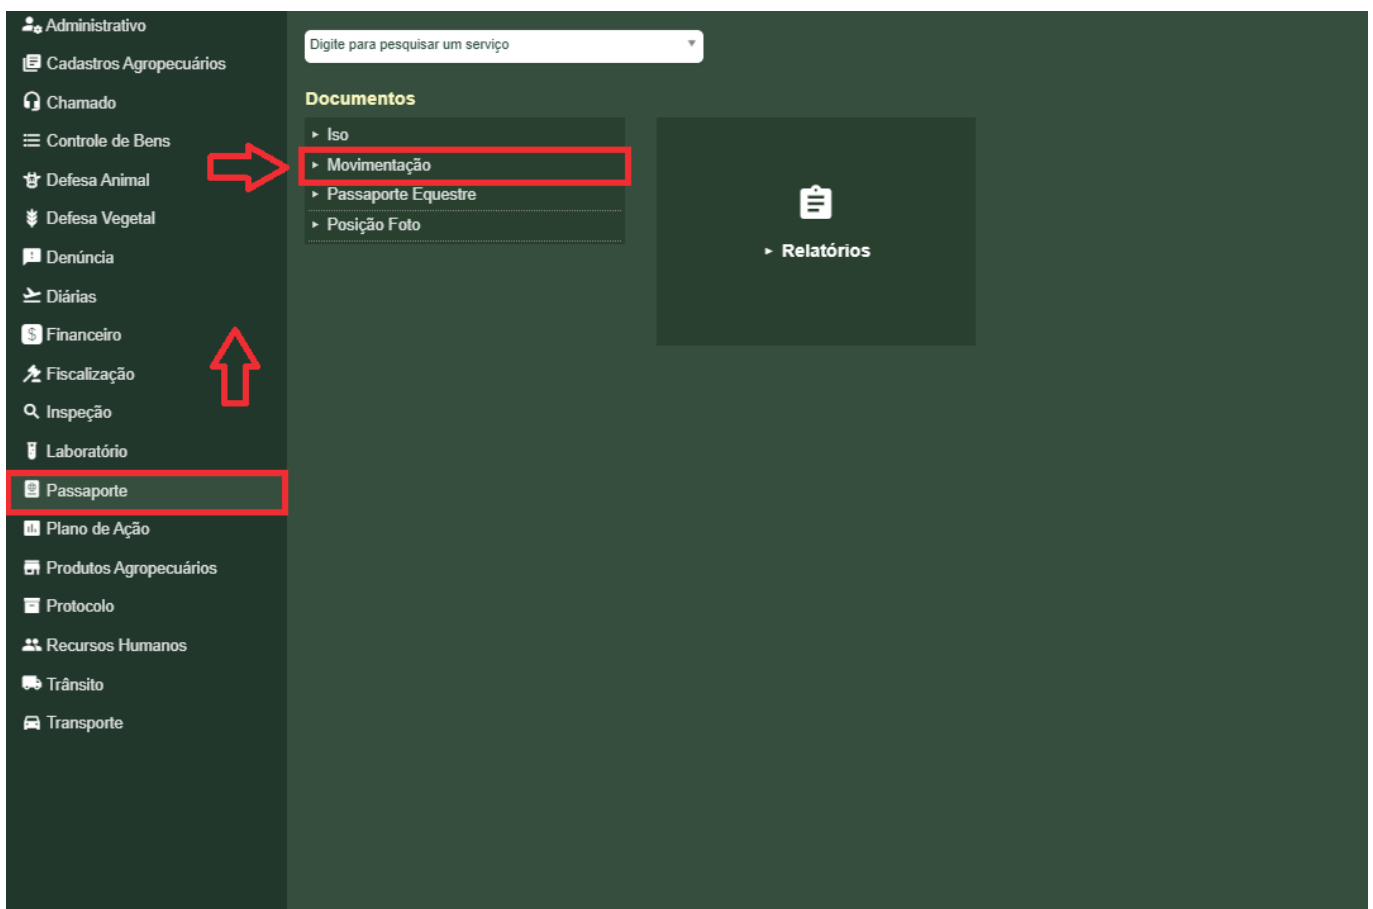 Administrativo
Cadastros Agropecuários
Chamado
Controle de Bens
Defesa Animal
Defesa Vegetal
Denúncia
Diárias
Financeiro
Fiscalização
Inspeção
Laboratório
Passaporte
Plano de Ação
Produtos Agropecuários
Protocolo
Recursos Humanos
Trânsito
Transporte
Digite para pesquisar um serviço
Documentos
Iso
Movimentação
Passaporte Equestre
Posição Foto
Relatórios